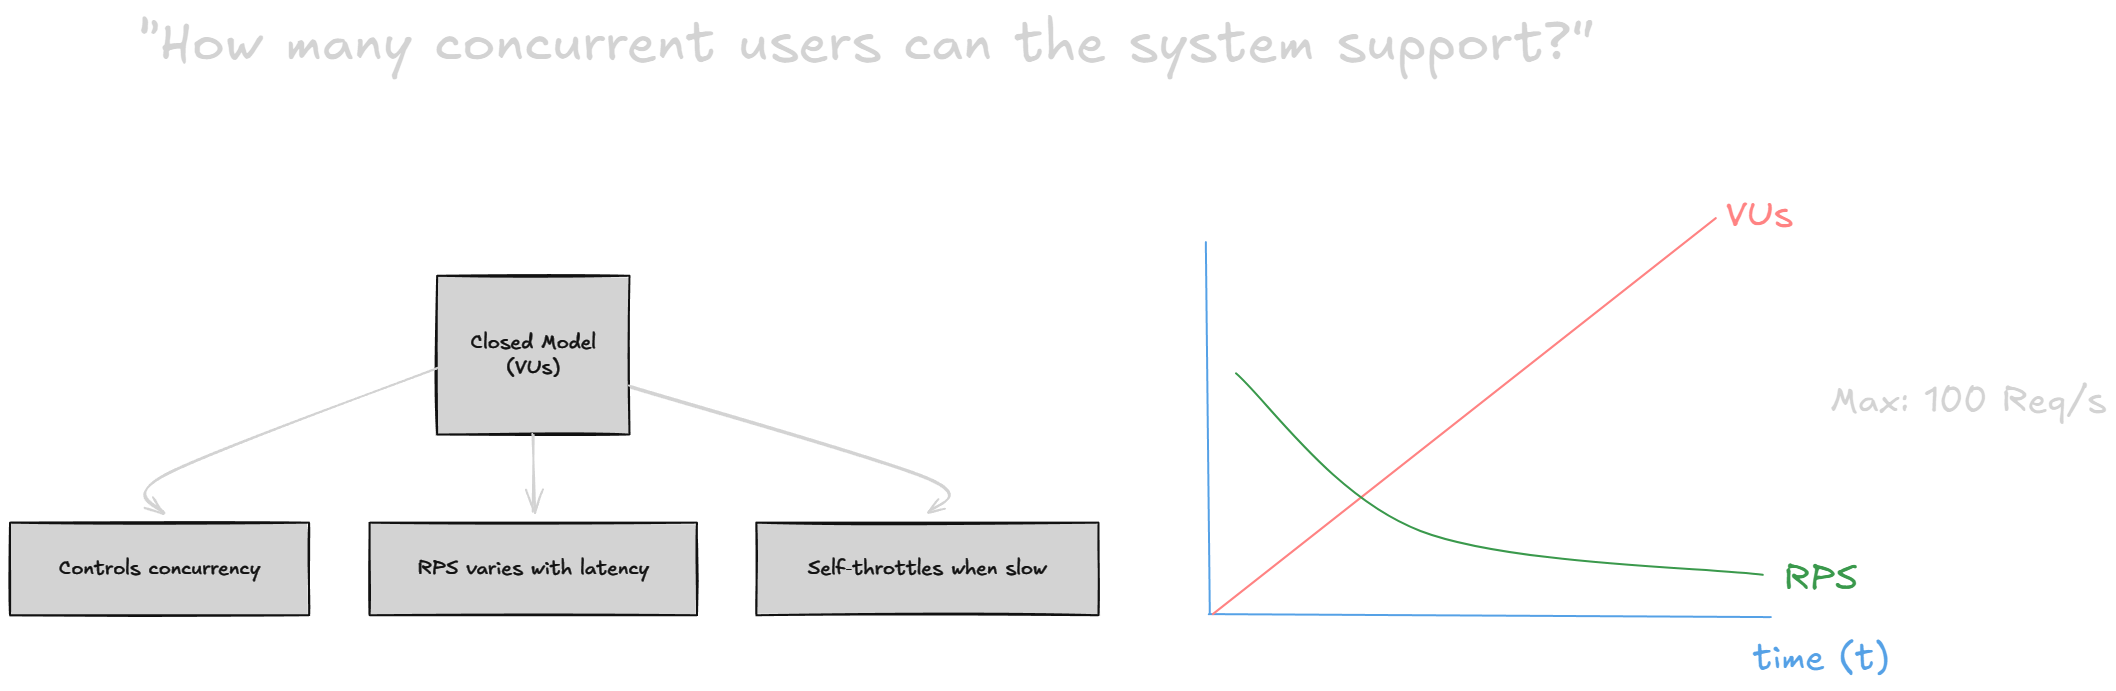 "How many concurrent users can the system support?"
Closed Model
(VUs)
Controls concurrency
RPS varies with latency
Self-throttles when slow
VUs
Max: 100 Req/s
RPS
time (t)